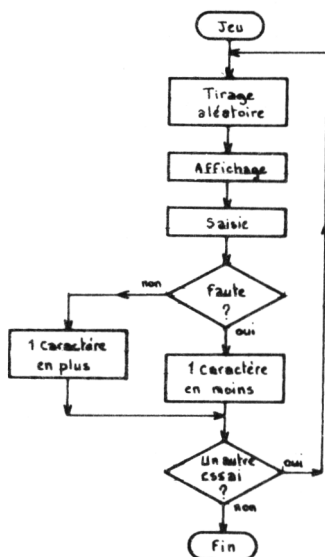 Jeu
Tirage
aléatoire
Affichage
Saisie
non
Faute
?
oui
1 caractère
en plus
1 caractère
en moins
un autre
essai
?
oui
non
Fin